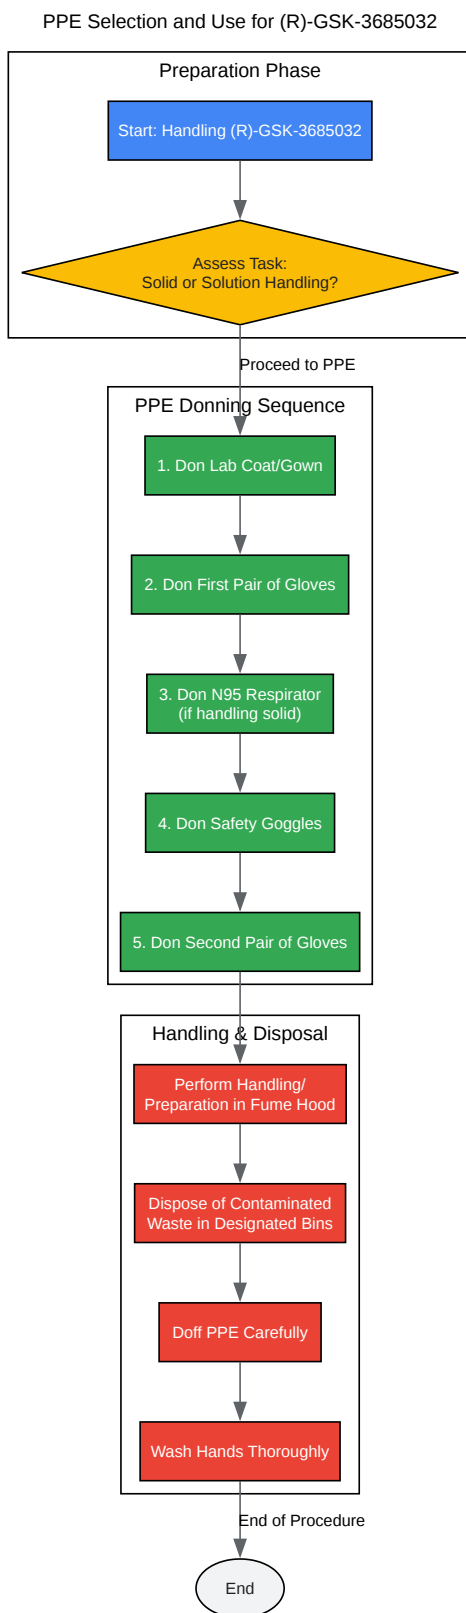 PPE Selection and Use for (R)-GSK-3685032
Preparation Phase
Start: Handling (R)-GSK-3685032
Assess Task:
Solid or Solution Handling?
Proceed to PPE
PPE Donning Sequence
1. Don Lab Coat/Gown
2. Don First Pair of Gloves
3. Don N95 Respirator
(if handling solid)
4. Don Safety Goggles
5. Don Second Pair of Gloves
Handling & Disposal
Perform Handling/
Preparation in Fume Hood
Dispose of Contaminated
Waste in Designated Bins
Doff PPE Carefully
Wash Hands Thoroughly
End of Procedure
End